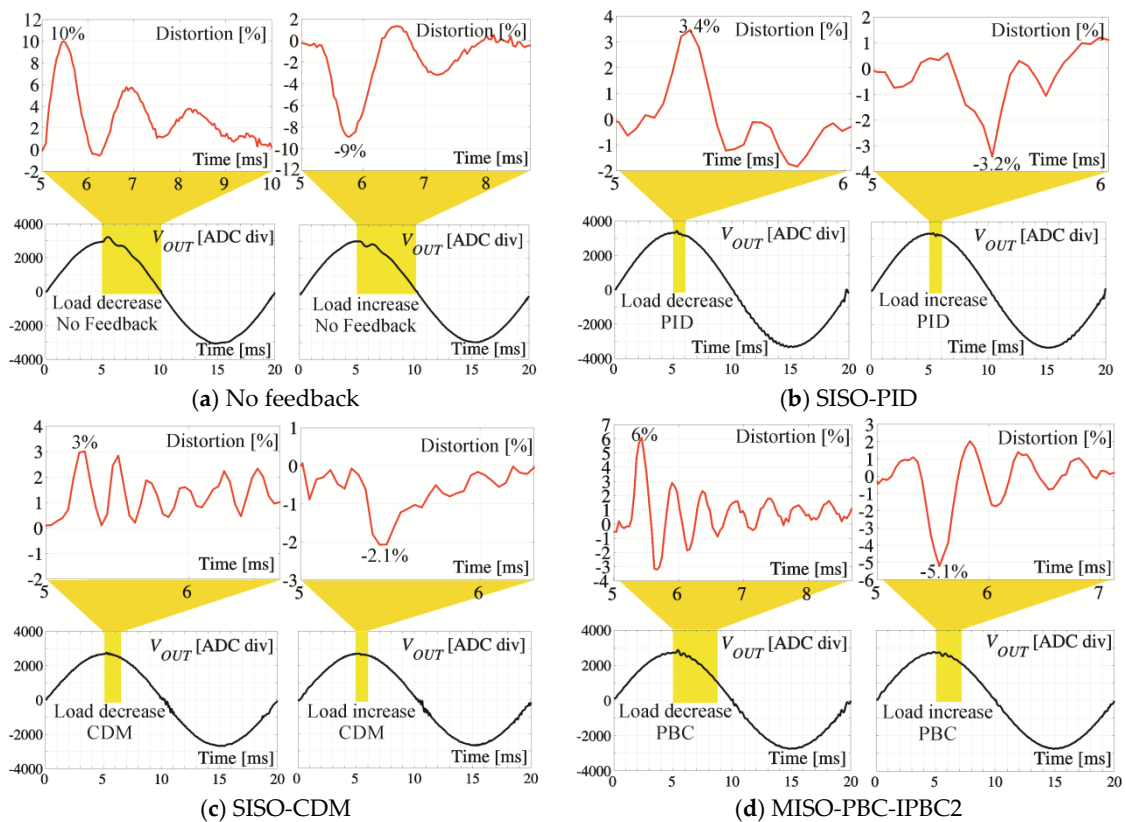 10%
Distortion [%]
12
10
8
6
4
2
0
-2
Time [ms]
5 6 7 8 9 10
Distortion [%]
2
0
-2
-4
-6
-8
-10
-12
-9%
Time [ms]
5 6 7 8
4000
2000
0
-2000
4000
V_OUT [ADC div]
Load decrease
No Feedback
Time [ms]
0 5 10 15 20
V_OUT [ADC div]
Load increase
No Feedback
Time [ms]
0 5 10 15 20
(a) No feedback
3.4%
Distortion [%]
4
3
2
1
0
-1
-2
Time [ms]
5 6
Distortion [%]
2
1
0
-1
-2
-3
-4
-3.2%
Time [ms]
5 6
4000
2000
0
-2000
-4000
V_OUT [ADC div]
Load decrease
PID
Time [ms]
0 5 10 15 20
V_OUT [ADC div]
Load increase
PID
Time [ms]
0 5 10 15 20
(b) SISO-PID
3%
Distortion [%]
4
3
2
1
0
1
2
Time [ms]
5 6
Distortion [%]
1
0
-1
-2
-3
-2.1%
Time [ms]
5 6
4000
2000
0
-2000
4000
V_OUT [ADC div]
Load decrease
CDM
Time [ms]
0 5 10 15 20
V_OUT [ADC div]
Load increase
CDM
Time [ms]
0 5 10 15 20
(c) SISO-CDM
6%
Distortion [%]
7
6
5
4
3
2
1
0
-1
-2
-3
-4
Time [ms]
5 6 7 8
Distortion [%]
3
2
1
0
-1
-2
-3
-4
-5
-6
-5.1%
Time [ms]
5 6 7
4000
2000
0
-2000
4000
V_OUT [ADC div]
Load decrease
PBC
Time [ms]
0 5 10 15 20
V_OUT [ADC div]
Load increase
PBC
Time [ms]
0 5 10 15 20
(d) MISO-PBC-IPBC2